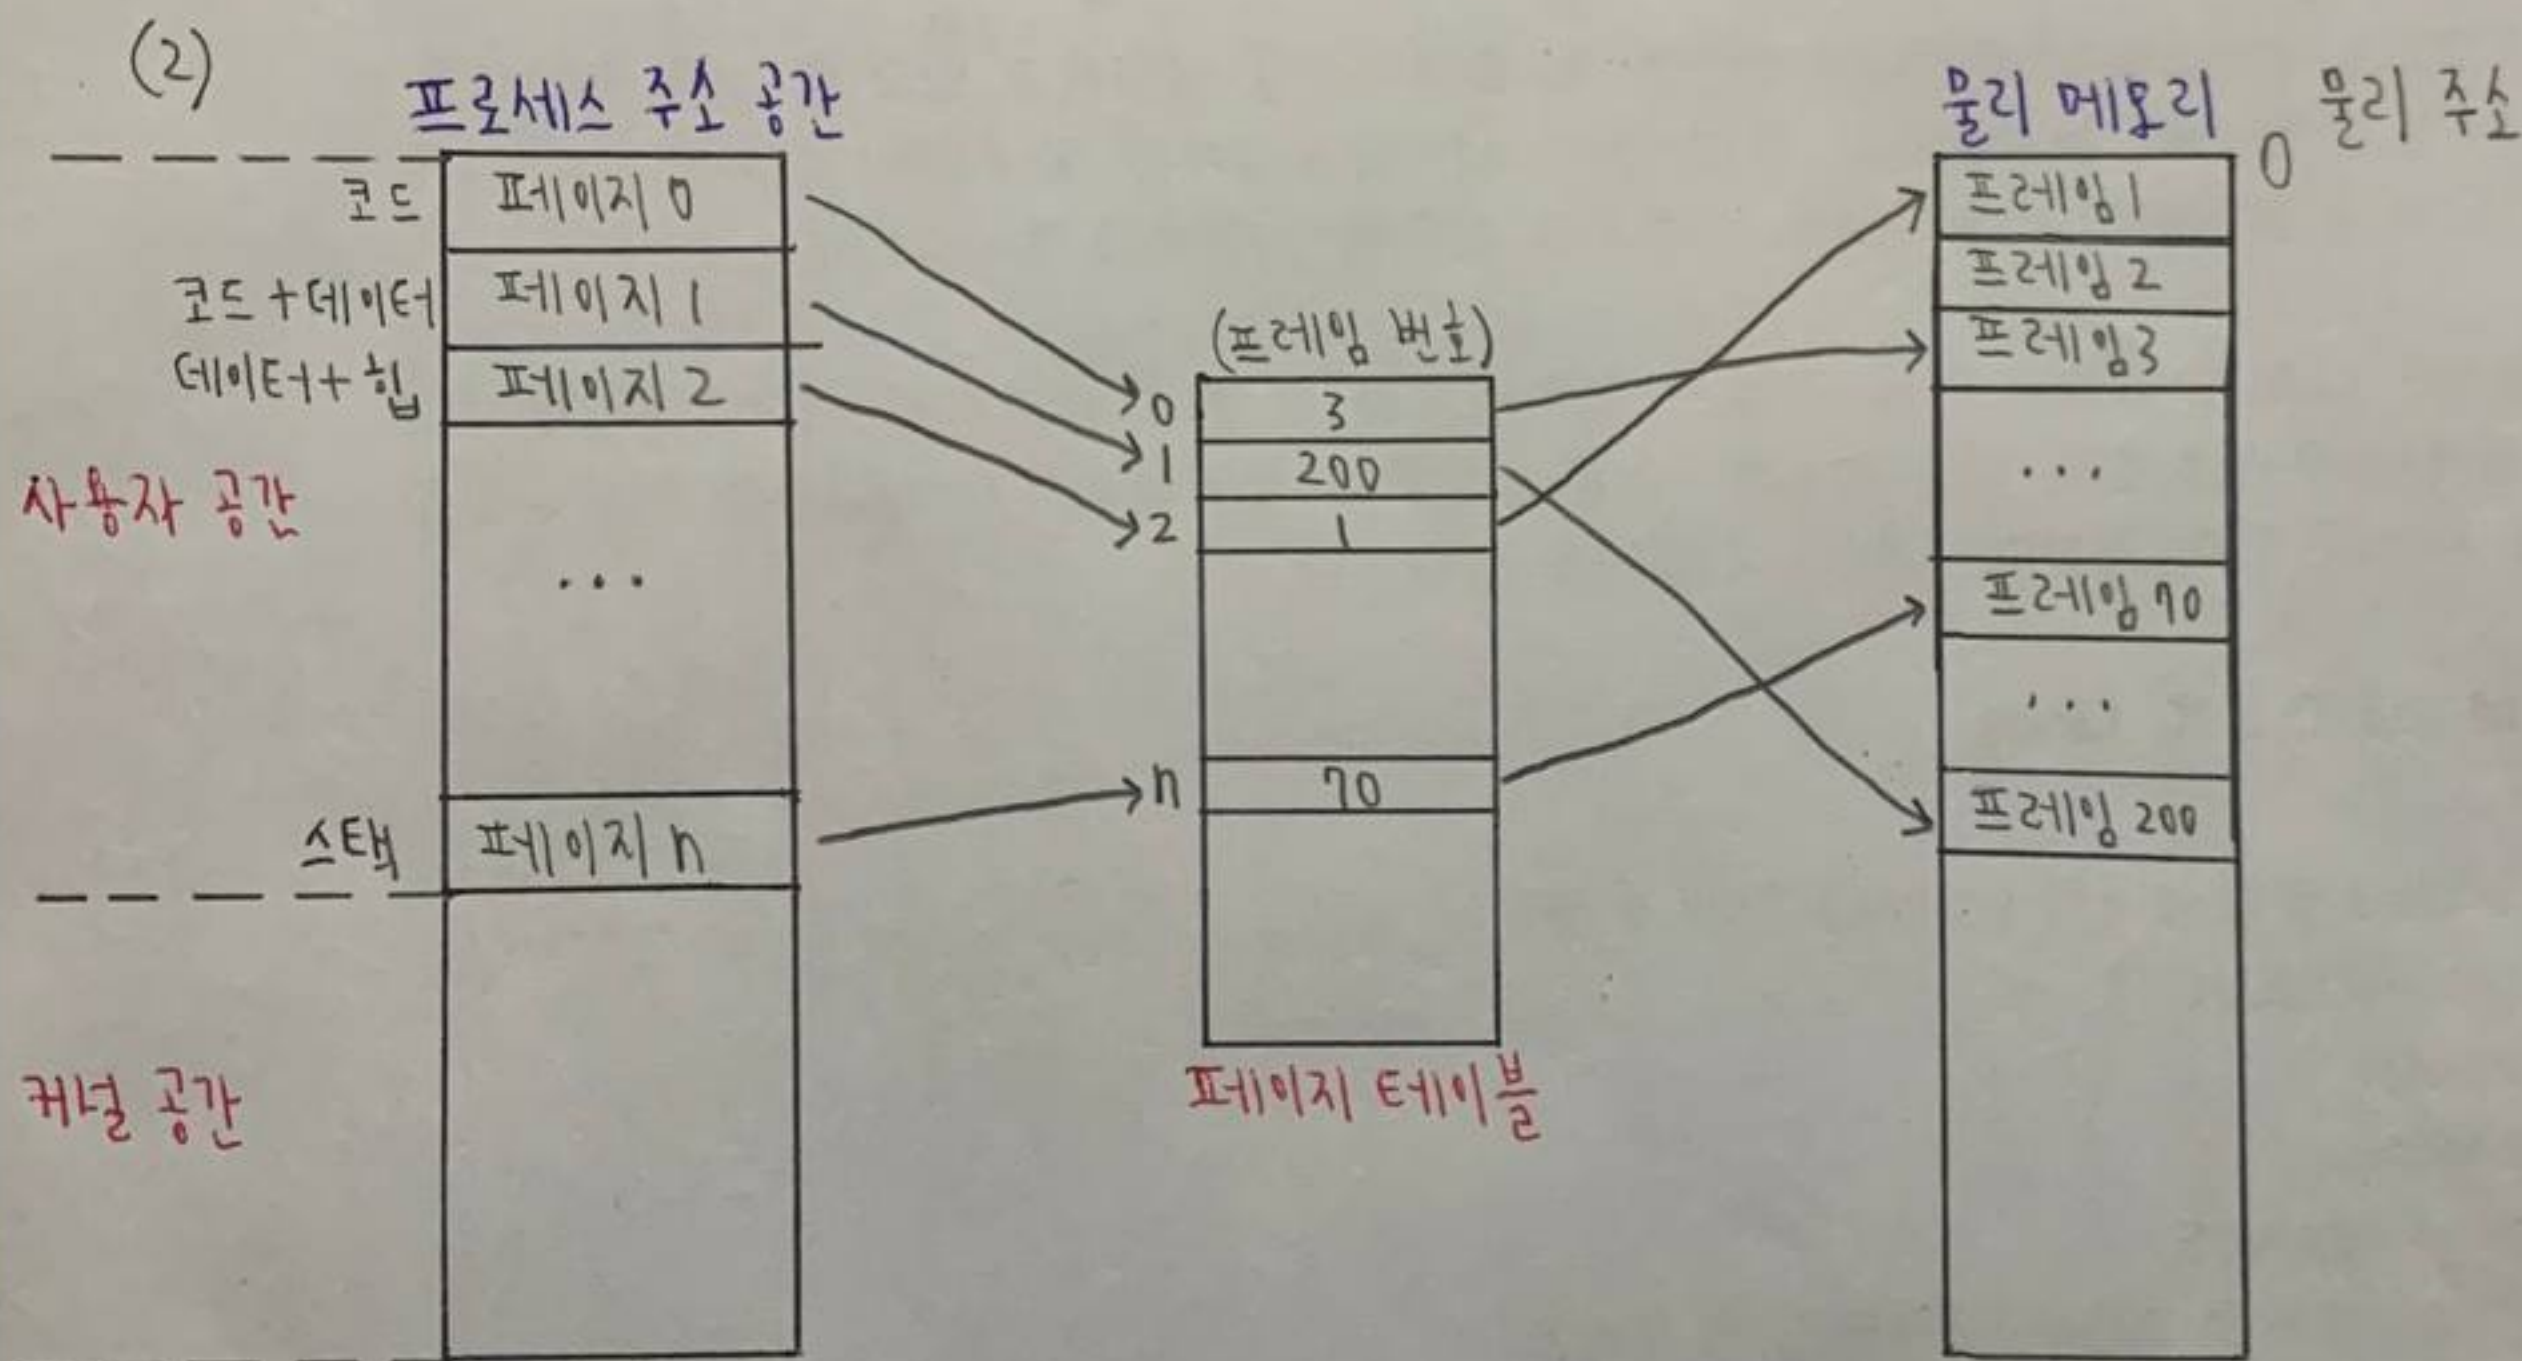 (2)
프로세스 주소 공간
물리 메모리
물리 주소
0
코드
페이지 0
프레임 1
코드+데이터
페이지 1
프레임 2
(프레임 번호)
프레임 3
데이터+힙
페이지 2
0
3
1
200
...
2
1
사용자 공간
...
프레임 70
...
n
70
스택
페이지 n
프레임 200
커널 공간
페이지 테이블